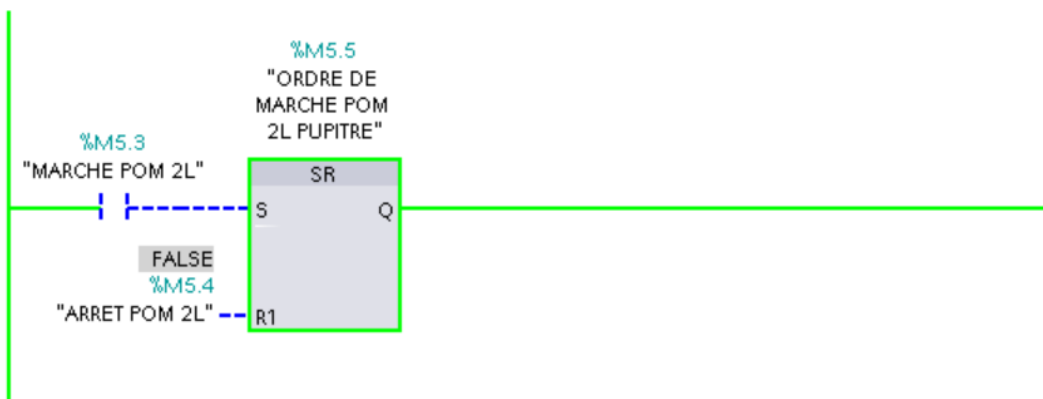 %M5.5
"ORDRE DE
MARCHE POM
2L PUPITRE"
%M5.3
"MARCHE POM 2L"
SR
S
Q
FALSE
%M5.4
"ARRET POM 2L"
R1